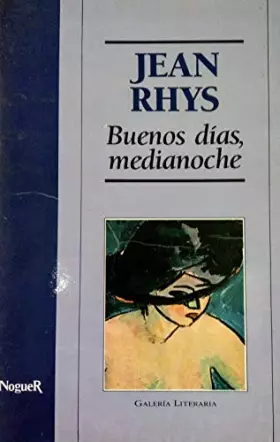 JEAN
RHYS
Buenos días,
medianoche
GALERÍA LITERARIA
NogueR